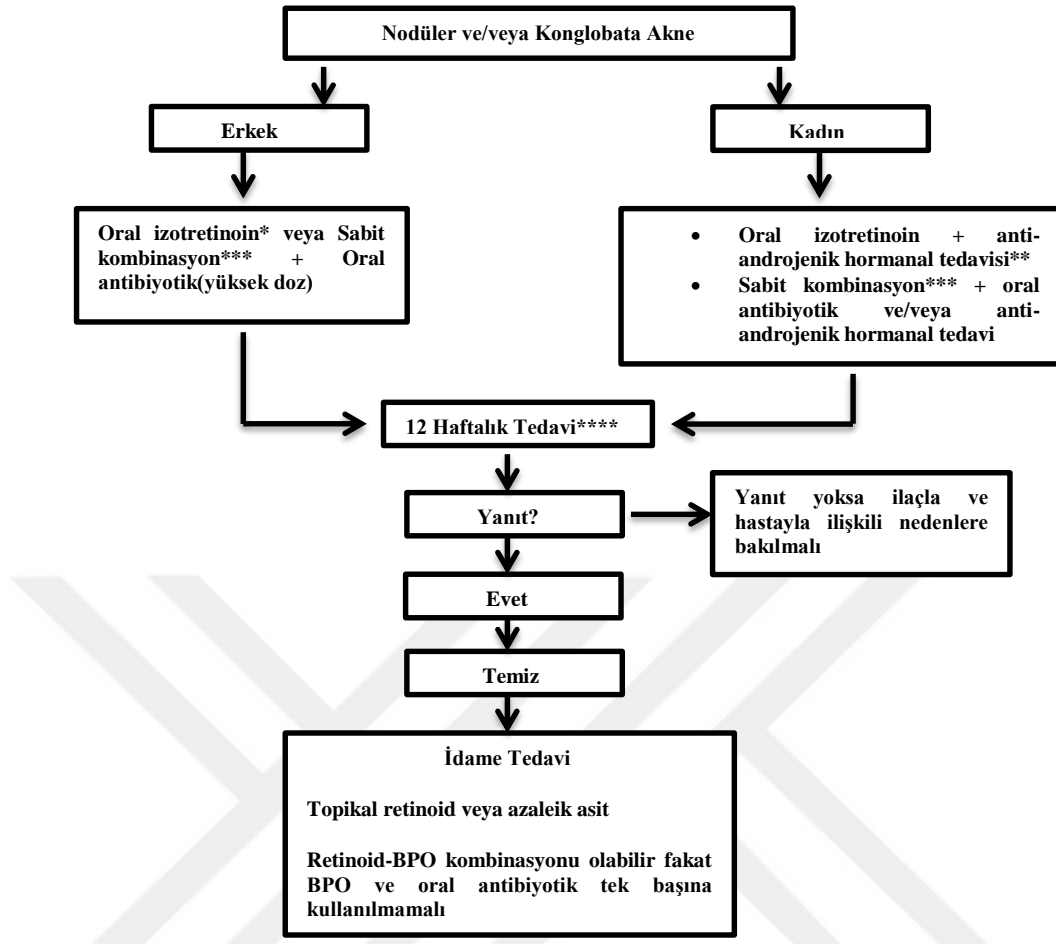 Nodüler ve/veya Konglobata Akne
Erkek
Kadın
Oral izotretinoin* veya Sabit
kombinasyon*** + Oral
antibiyotik(yüksek doz)
• Oral izotretinoin + anti-
androjenik hormanal tedavisi**
• Sabit kombinasyon*** + oral
antibiyotik ve/veya anti-
androjenik hormanal tedavi
12 Haftalık Tedavi****
Yanıt?
Yanıt yoksa ilaçla ve
hastayla ilişkili nedenlere
bakılmalı
Evet
Temiz
İdame Tedavi
Topikal retinoid veya azaleik asit
Retinoid-BPO kombinasyonu olabilir fakat
BPO ve oral antibiyotik tek başına
kullanılmamalı